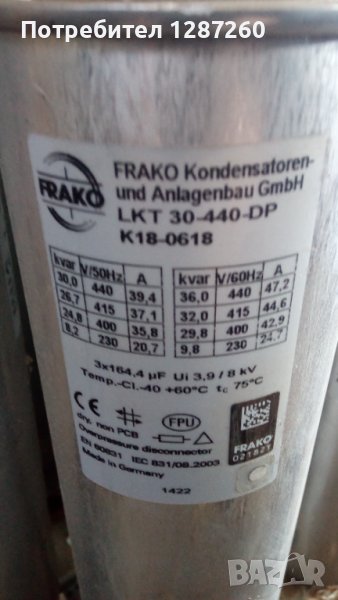 Потребител 1287260
FRAKO
FRAKO Kondensatoren-
und Anlagenbau GmbH
LKT 30-440-DP
K18-0618
kvar V/50Hz A
30,0 440 39,4
26,7 415 37,1
24,8 400 35,8
8,2 230 20,7
kvar V/60Hz A
36,0 440 47,2
32,0 415 44,6
29,8 400 42,9
9,8 230 24,7
3x164,4 µF Ui 3,9 / 8 kV
Temp.-Cl.-40 +60°C tc 75°C
CE
FPU
dry, non PCB
Overpressure disconnector
EN 60831 IEC 831/08.2003
Made in Germany
FRAKO
021821
1422
bazar